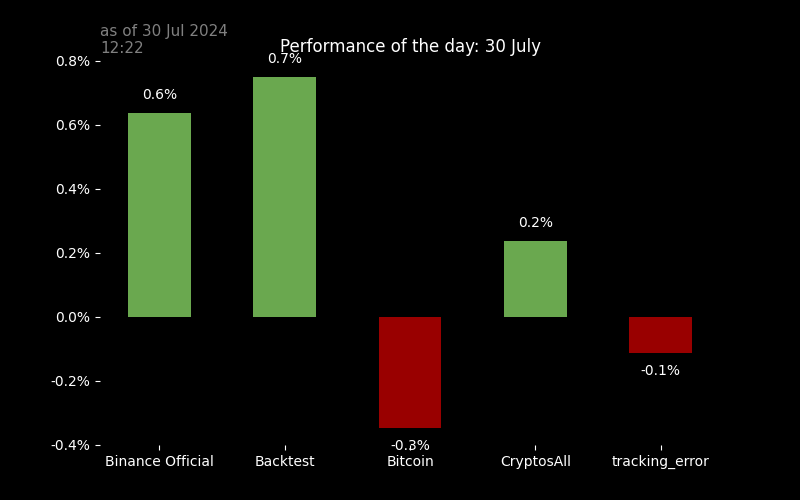 as of 30 Jul 2024
12:22
Performance of the day: 30 July
0.8%
0.6%
0.4%
0.2%
0.0%
-0.2%
-0.4%
0.6%
0.7%
-0.3%
0.2%
-0.1%
Binance Official
Backtest
Bitcoin
CryptosAll
tracking_error